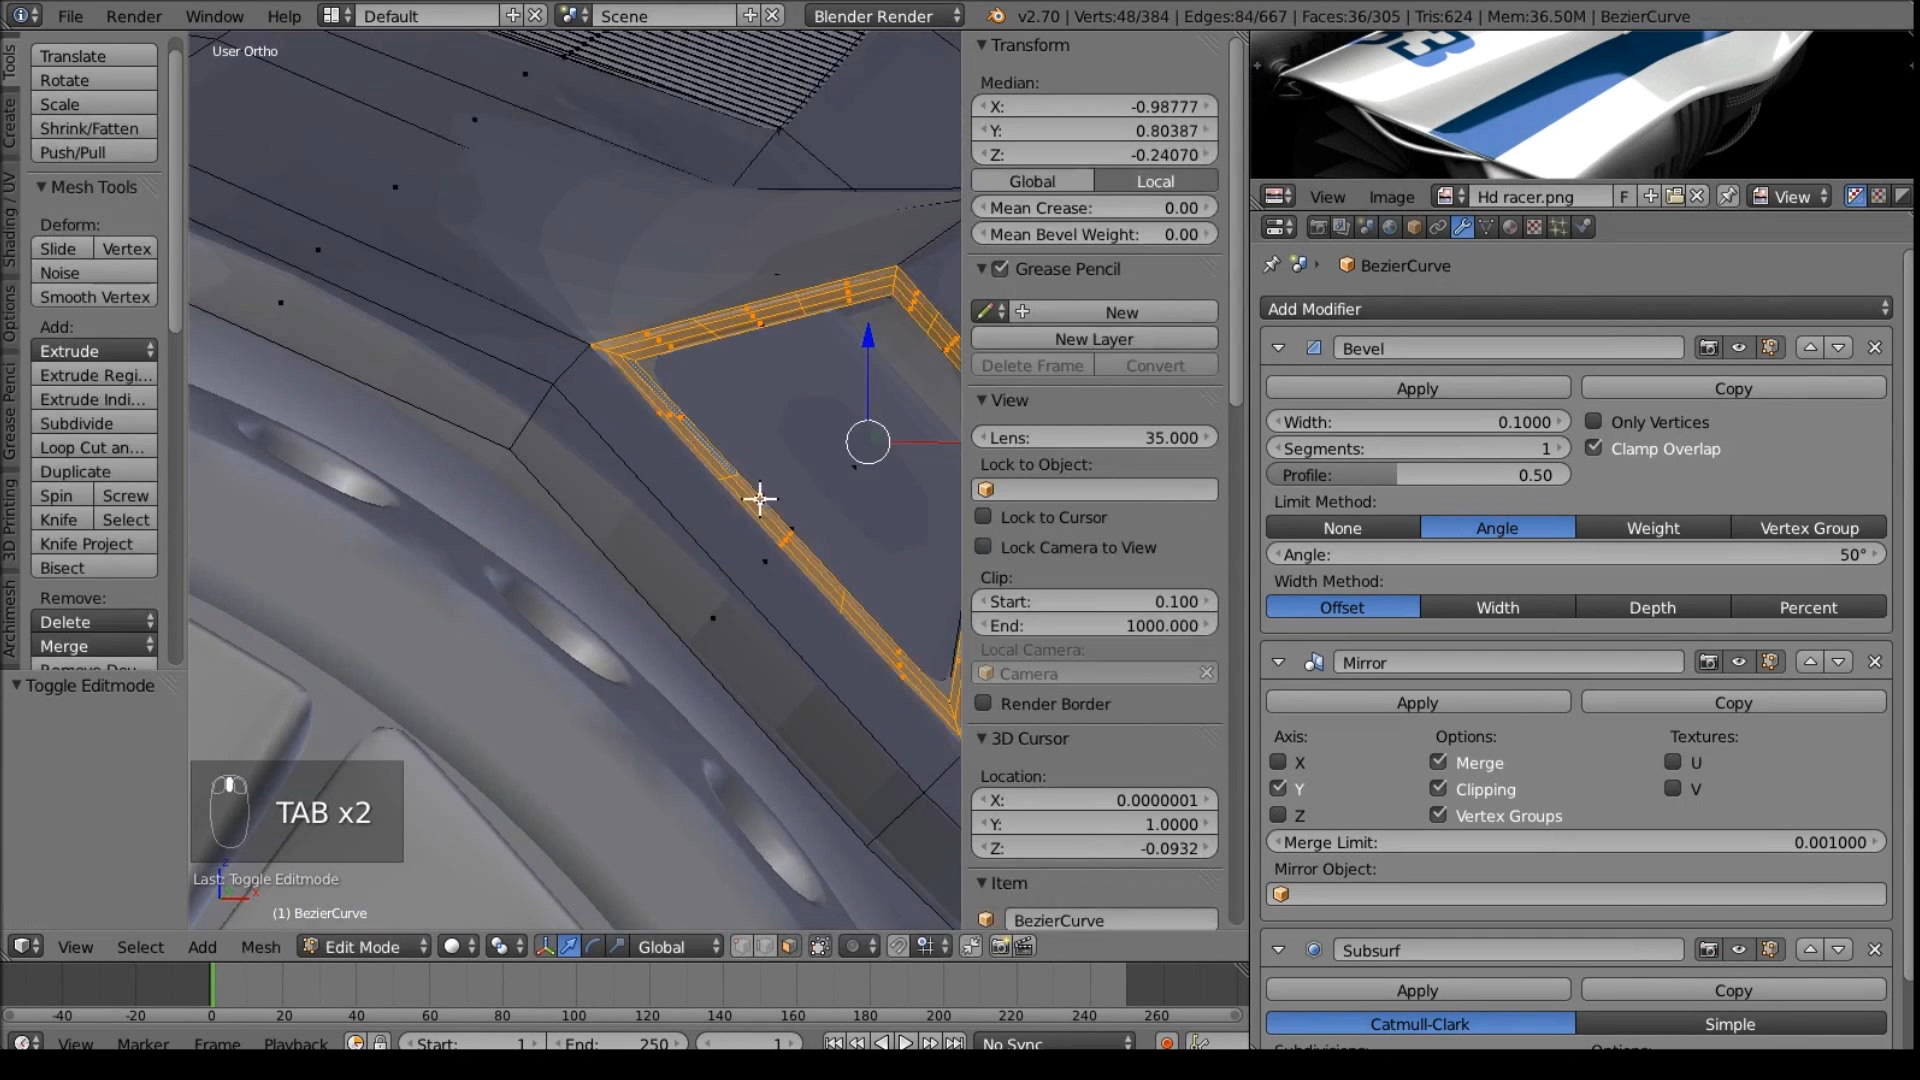 File Render Window Help Default Scene Blender Render v2.70 | Verts:48/384 | Edges:84/667 | Faces:36/305 | Tris:624 | Mem:36.50M | BezierCurve
User Ortho
Tools
Create
Shading / UV
Options
Grease Penci
3D Printing
Archimesh
Translate
Rotate
Scale
Shrink/Fatten
Push/Pull
Mesh Tools
Deform:
Slide Vertex
Noise
Smooth Vertex
Add:
Extrude
Extrude Regi...
Extrude Indi...
Subdivide
Loop Cut an...
Duplicate
Spin Screw
Knife Select
Knife Project
Bisect
Remove:
Delete
Merge
Toggle Editmode
TAB x2
Last: Toggle Editmode
(1) BezierCurve
Transform
Median:
X: -0.98777
Y: 0.80387
Z: -0.24070
Global Local
Mean Crease: 0.00
Mean Bevel Weight: 0.00
Grease Pencil
New
New Layer
Delete Frame Convert
View
Lens: 35.000
Lock to Object:
Lock to Cursor
Lock Camera to View
Clip:
Start: 0.100
End: 1000.000
Local Camera:
Camera
Render Border
3D Cursor
Location:
X: 0.0000001
Y: 1.0000
Z: -0.0932
Item
BezierCurve
View Image Hd racer.png F View
BezierCurve
Add Modifier
Bevel
Apply Copy
Width: 0.1000 Only Vertices
Segments: 1 Clamp Overlap
Profile: 0.50
Limit Method:
None Angle Weight Vertex Group
Angle: 50°
Width Method:
Offset Width Depth Percent
Mirror
Apply Copy
Axis: Options: Textures:
X Merge U
Y Clipping V
Z Vertex Groups
Merge Limit: 0.001000
Mirror Object:
Subsurf
Apply Copy
Catmull-Clark Simple
View Select Add Mesh Edit Mode Global
-40 -20 0 20 40 60 80 100 120 140 160 180 200 220 240 260
View Marker Frame Playback Start: 1 End: 250 1 No Sync